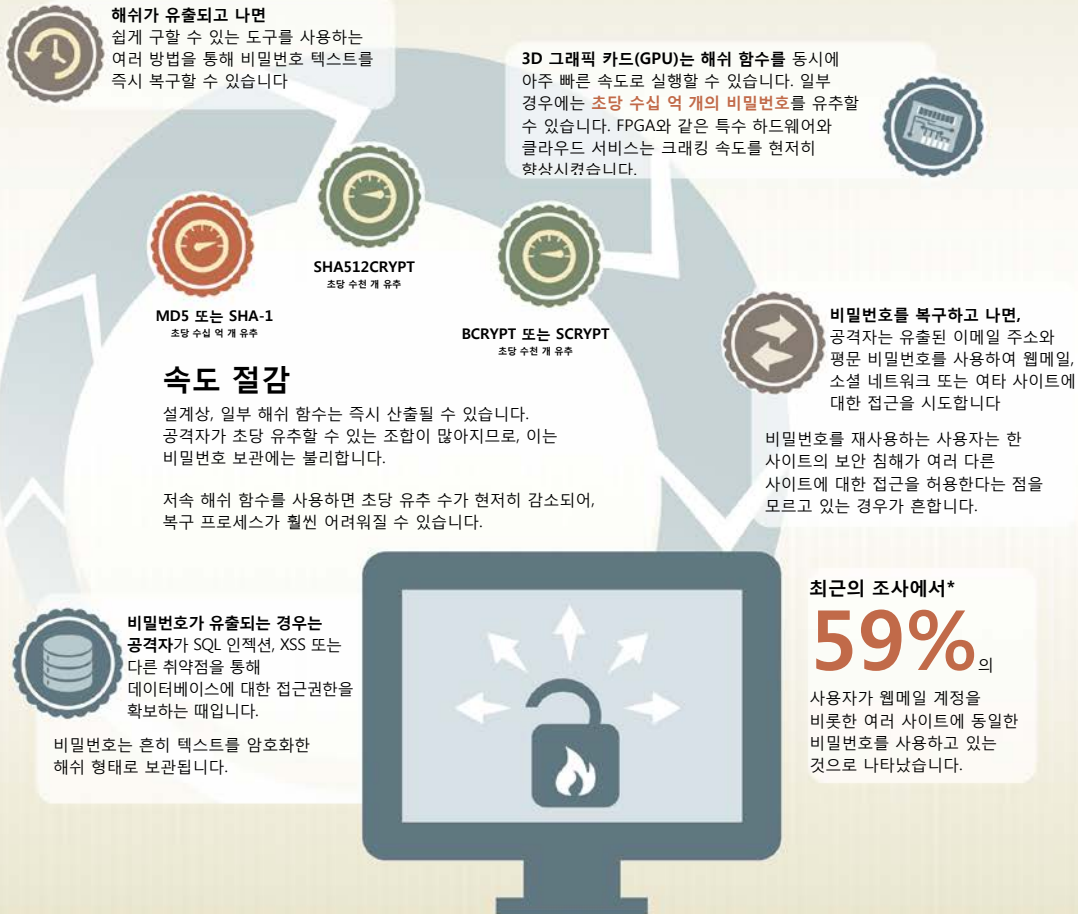 해쉬가 유출되고 나면
쉽게 구할 수 있는 도구를 사용하는
여러 방법을 통해 비밀번호 텍스트를
즉시 복구할 수 있습니다
3D 그래픽 카드(GPU)는 해쉬 함수를 동시에
아주 빠른 속도로 실행할 수 있습니다. 일부
경우에는 초당 수십 억 개의 비밀번호를 유추할
수 있습니다. FPGA와 같은 특수 하드웨어와
클라우드 서비스는 크래킹 속도를 현저히
향상시켰습니다.
MD5 또는 SHA-1
초당 수십 억 개 유추
SHA512CRYPT
초당 수천 개 유추
BCRYPT 또는 SCRYPT
초당 수천 개 유추
속도 절감
설계상, 일부 해쉬 함수는 즉시 산출될 수 있습니다.
공격자가 초당 유추할 수 있는 조합이 많아지므로, 이는
비밀번호 보관에는 불리합니다.
저속 해쉬 함수를 사용하면 초당 유추 수가 현저히 감소되어,
복구 프로세스가 훨씬 어려워질 수 있습니다.
비밀번호를 복구하고 나면,
공격자는 유출된 이메일 주소와
평문 비밀번호를 사용하여 웹메일,
소셜 네트워크 또는 여타 사이트에
대한 접근을 시도합니다
비밀번호를 재사용하는 사용자는 한
사이트의 보안 침해가 여러 다른
사이트에 대한 접근을 허용한다는 점을
모르고 있는 경우가 흔합니다.
비밀번호가 유출되는 경우는
공격자가 SQL 인젝션, XSS 또는
다른 취약점을 통해
데이터베이스에 대한 접근권한을
확보하는 때입니다.
비밀번호는 흔히 텍스트를 암호화한
해쉬 형태로 보관됩니다.
최근의 조사에서*
59%의
사용자가 웹메일 계정을
비롯한 여러 사이트에 동일한
비밀번호를 사용하고 있는
것으로 나타났습니다.